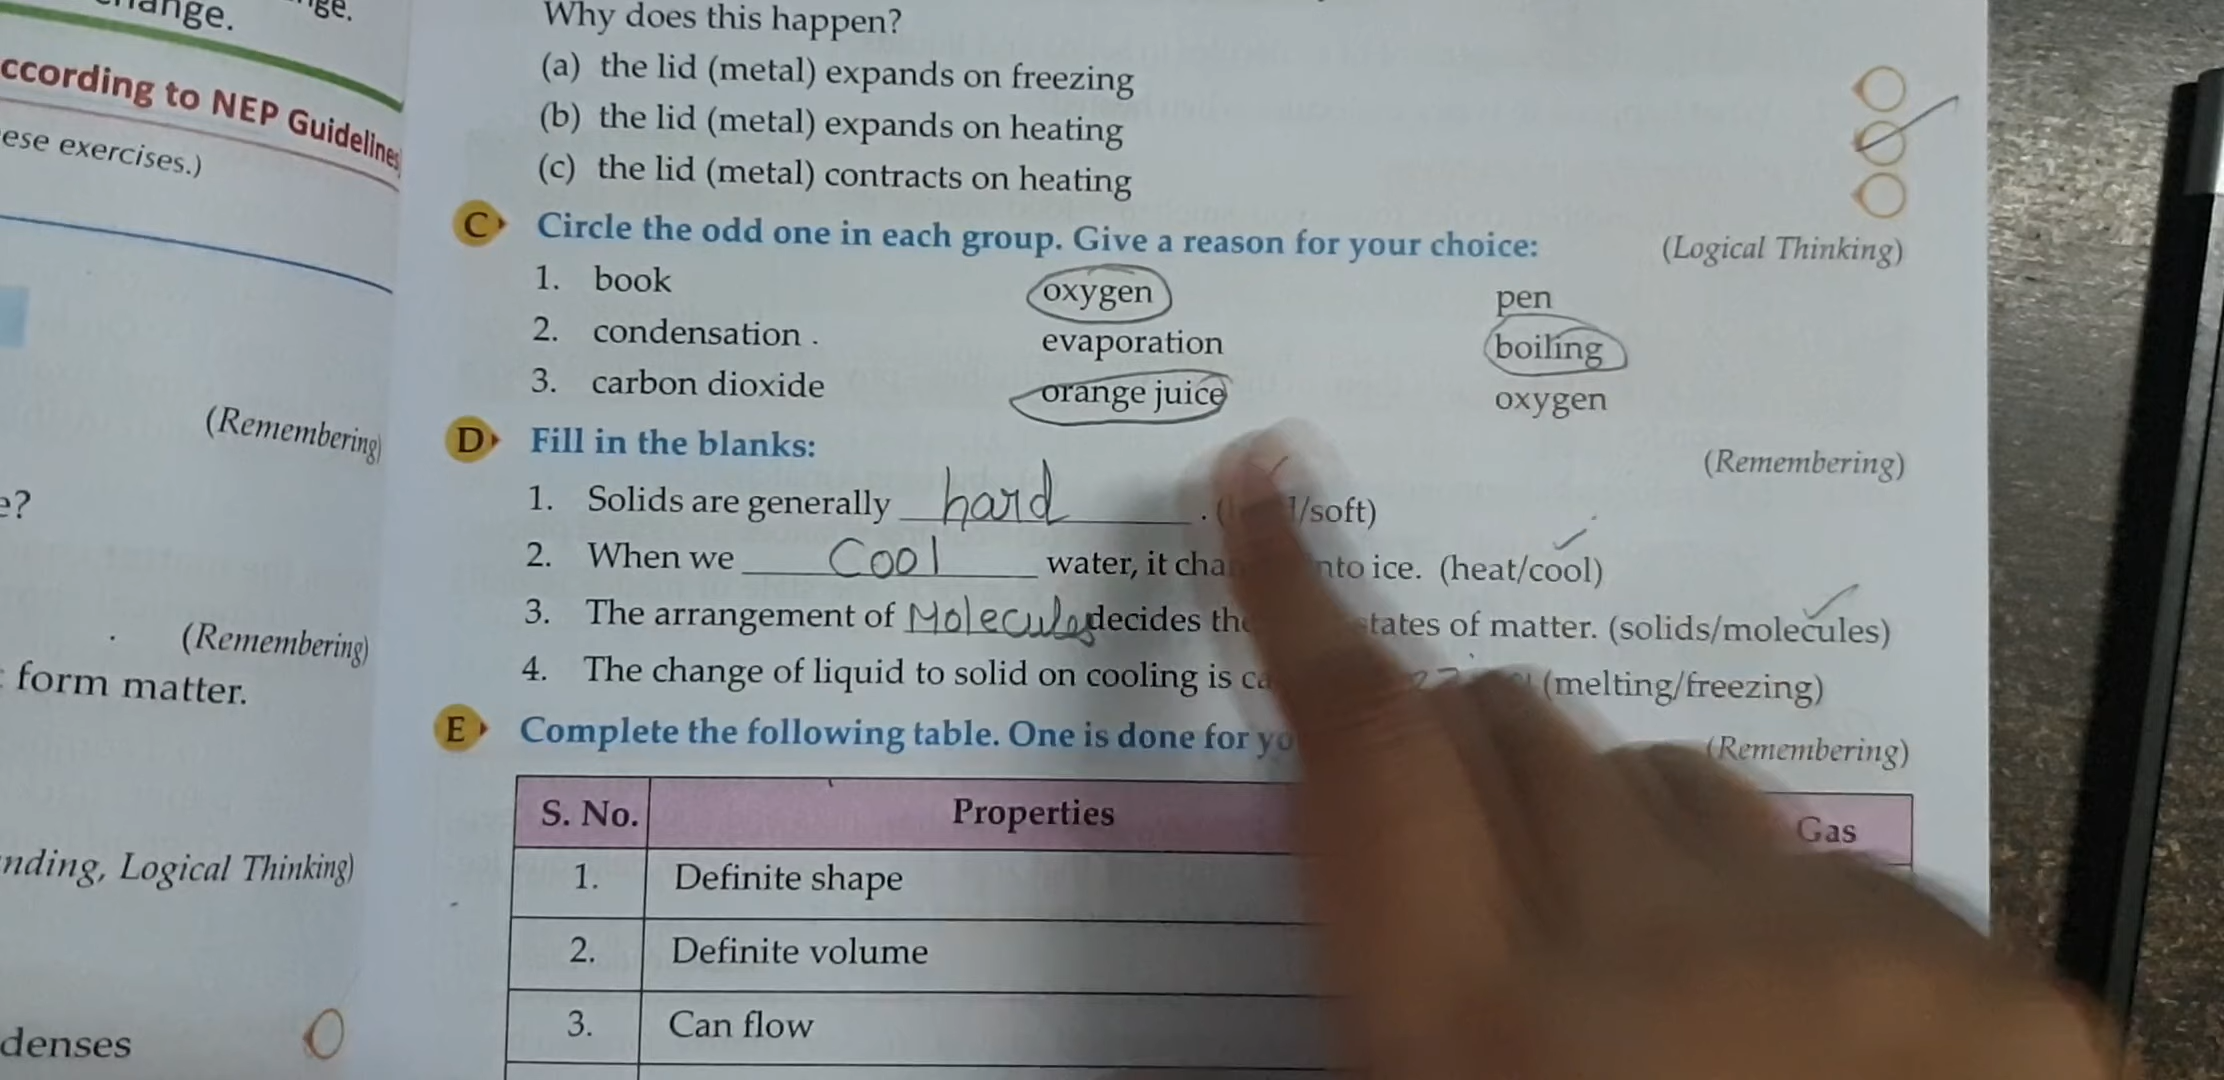 ange.
ge.
ccording to NEP Guidelines
ese exercises.)
(Remembering)
e?
(Remembering)
form matter.
nding, Logical Thinking)
denses
Why does this happen?
(a) the lid (metal) expands on freezing
(b) the lid (metal) expands on heating
(c) the lid (metal) contracts on heating
C Circle the odd one in each group. Give a reason for your choice: (Logical Thinking)
1. book oxygen pen
2. condensation . evaporation boiling
3. carbon dioxide orange juice oxygen
D Fill in the blanks: (Remembering)
1. Solids are generally hard . ( /soft)
2. When we Cool water, it into ice. (heat/cool)
3. The arrangement of Molecules decides the states of matter. (solids/molecules)
4. The change of liquid to solid on cooling is (melting/freezing)
E Complete the following table. One is done for (Remembering)
S. No. Properties Gas
1. Definite shape
2. Definite volume
3. Can flow